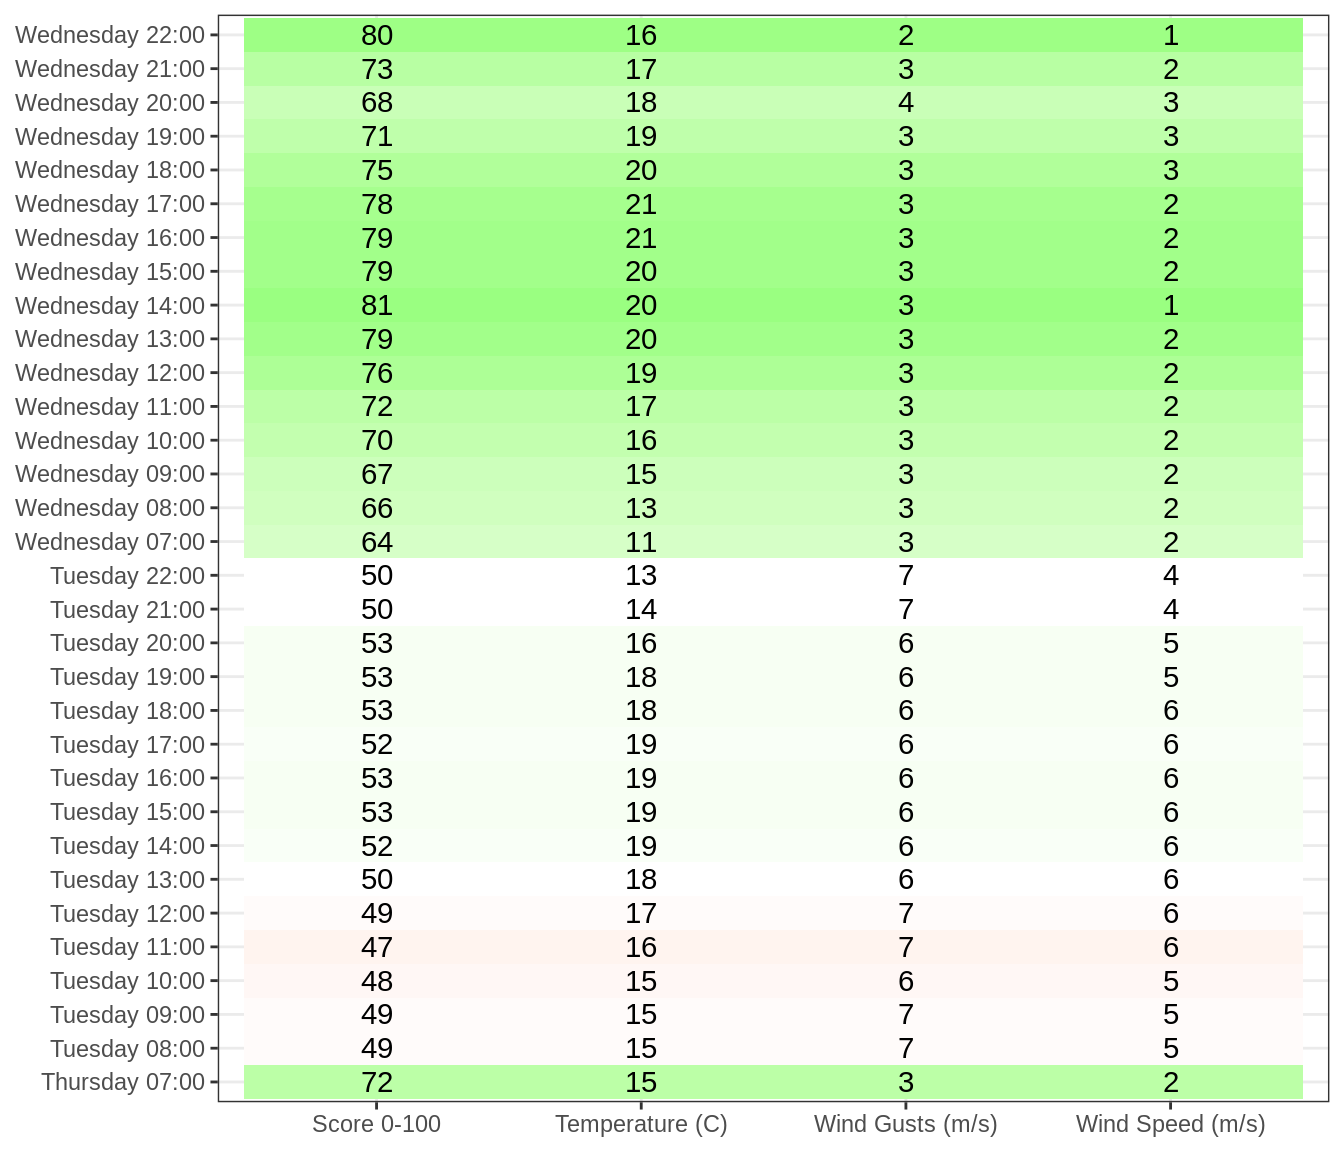 Wednesday 22:00 80 16 2 1
Wednesday 21:00 73 17 3 2
Wednesday 20:00 68 18 4 3
Wednesday 19:00 71 19 3 3
Wednesday 18:00 75 20 3 3
Wednesday 17:00 78 21 3 2
Wednesday 16:00 79 21 3 2
Wednesday 15:00 79 20 3 2
Wednesday 14:00 81 20 3 1
Wednesday 13:00 79 20 3 2
Wednesday 12:00 76 19 3 2
Wednesday 11:00 72 17 3 2
Wednesday 10:00 70 16 3 2
Wednesday 09:00 67 15 3 2
Wednesday 08:00 66 13 3 2
Wednesday 07:00 64 11 3 2
Tuesday 22:00 50 13 7 4
Tuesday 21:00 50 14 7 4
Tuesday 20:00 53 16 6 5
Tuesday 19:00 53 18 6 5
Tuesday 18:00 53 18 6 6
Tuesday 17:00 52 19 6 6
Tuesday 16:00 53 19 6 6
Tuesday 15:00 53 19 6 6
Tuesday 14:00 52 19 6 6
Tuesday 13:00 50 18 6 6
Tuesday 12:00 49 17 7 6
Tuesday 11:00 47 16 7 6
Tuesday 10:00 48 15 6 5
Tuesday 09:00 49 15 7 5
Tuesday 08:00 49 15 7 5
Thursday 07:00 72 15 3 2
Score 0-100 Temperature (C) Wind Gusts (m/s) Wind Speed (m/s)